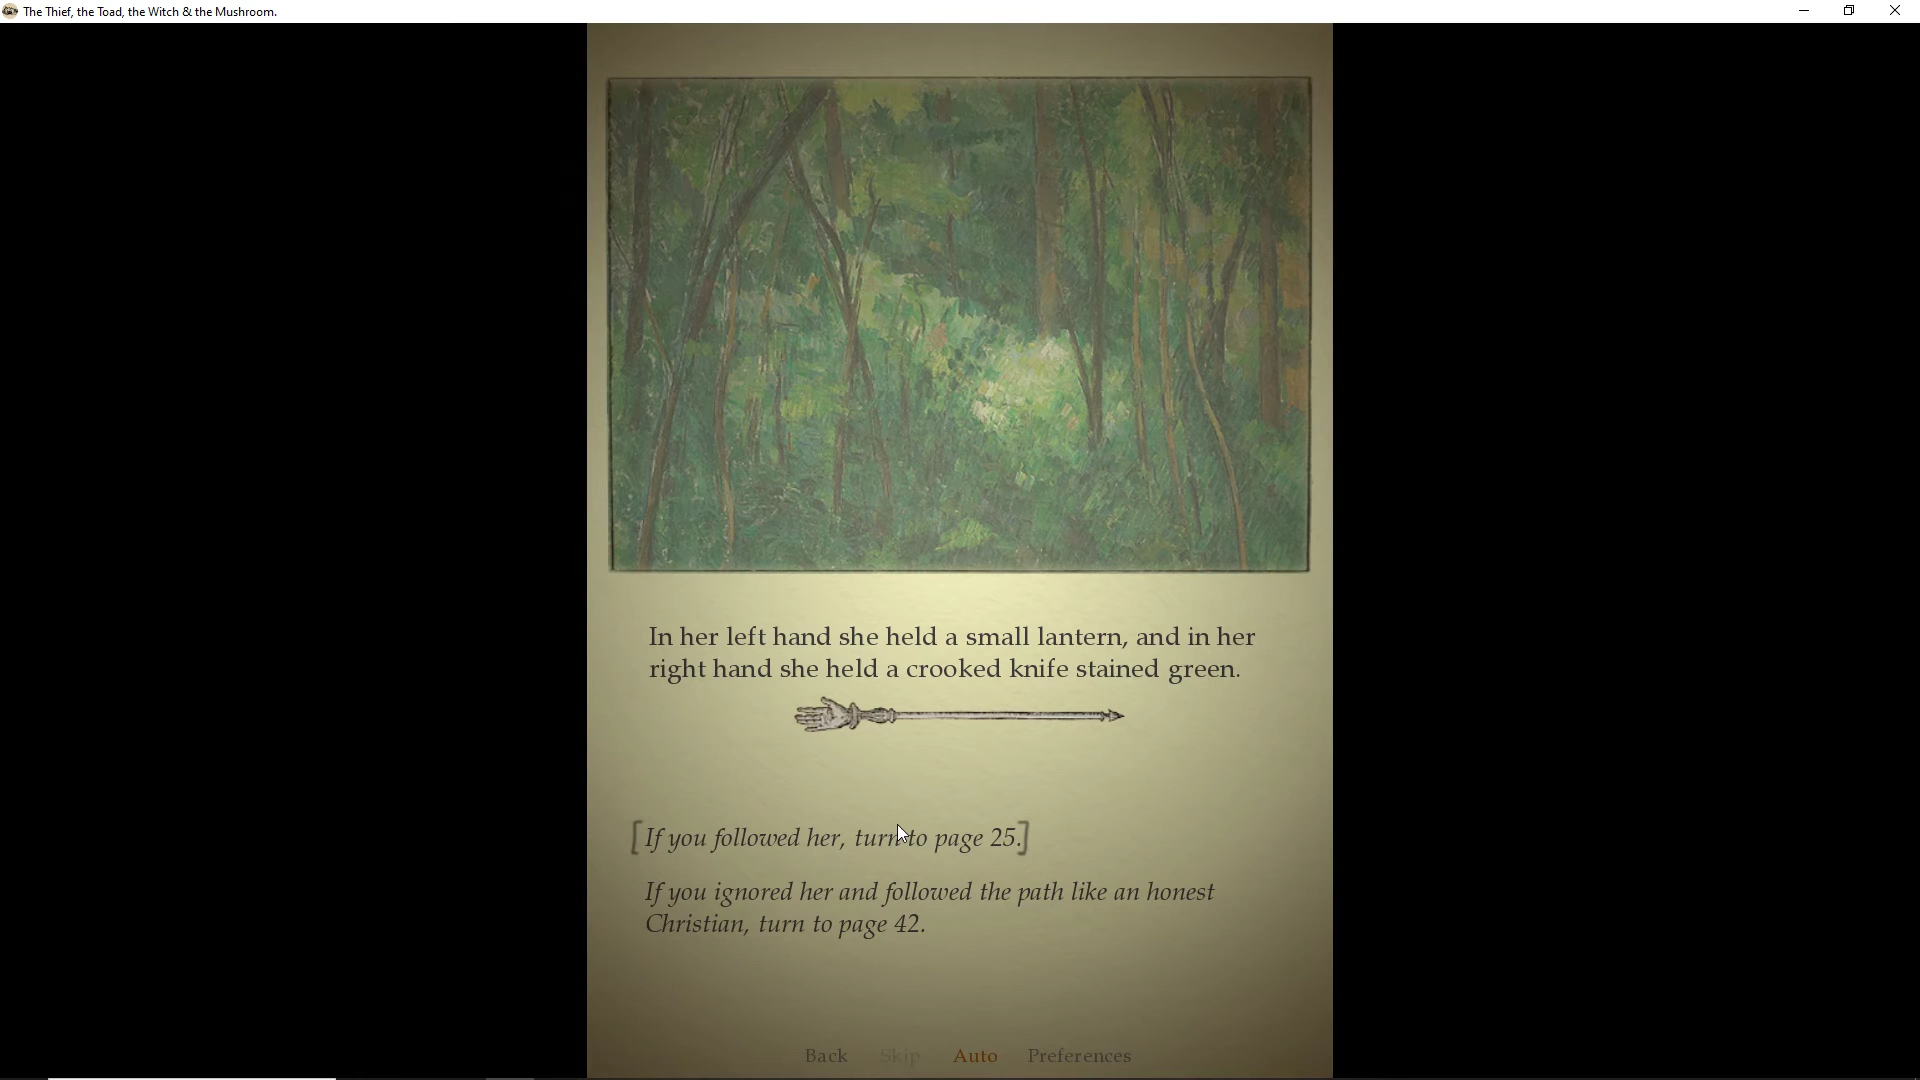 The Thief, the Toad, the Witch & the Mushroom.
In her left hand she held a small lantern, and in her
right hand she held a crooked knife stained green.
[If you followed her, turn to page 25.]
If you ignored her and followed the path like an honest
Christian, turn to page 42.
Back Skip Auto Preferences